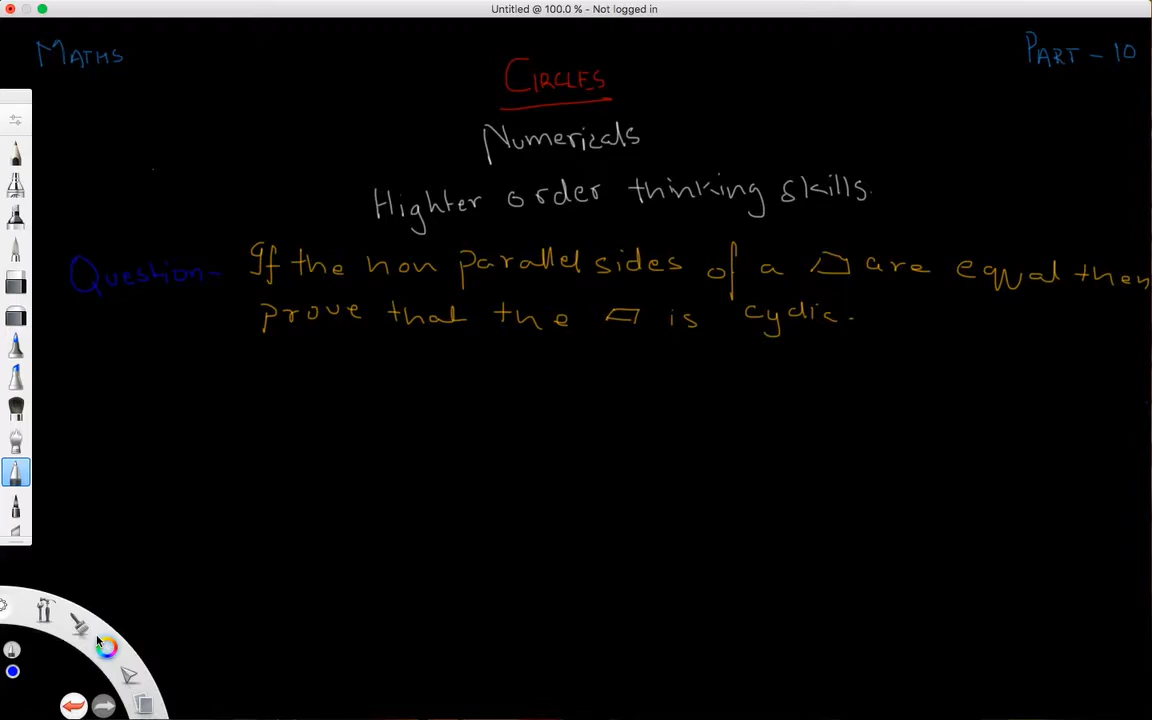 Untitled @ 100.0 % - Not logged in
MATHS
PART - 10
CIRCLES
Numericals
Highter order thinking skills.
Question- If the non parallel sides of a are equal then
prove that the is cyclic.